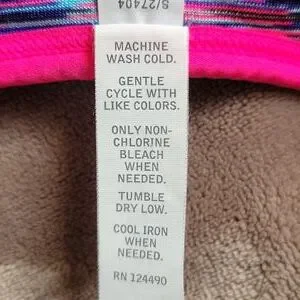 S/27404
MACHINE
WASH COLD.
GENTLE
CYCLE WITH
LIKE COLORS.
ONLY NON-
CHLORINE
BLEACH
WHEN
NEEDED.
TUMBLE
DRY LOW.
COOL IRON
WHEN
NEEDED.
RN 124490